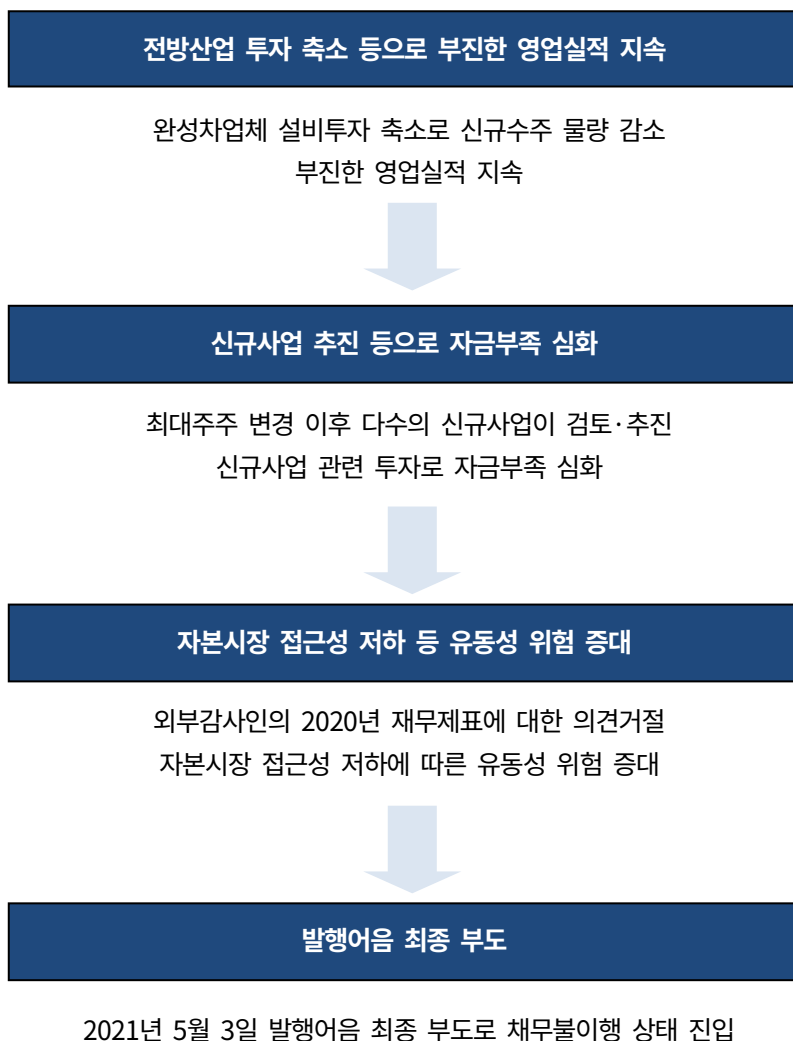 전방산업 투자 축소 등으로 부진한 영업실적 지속
완성차업체 설비투자 축소로 신규수주 물량 감소
부진한 영업실적 지속
신규사업 추진 등으로 자금부족 심화
최대주주 변경 이후 다수의 신규사업이 검토·추진
신규사업 관련 투자로 자금부족 심화
자본시장 접근성 저하 등 유동성 위험 증대
외부감사인의 2020년 재무제표에 대한 의견거절
자본시장 접근성 저하에 따른 유동성 위험 증대
발행어음 최종 부도
2021년 5월 3일 발행어음 최종 부도로 채무불이행 상태 진입